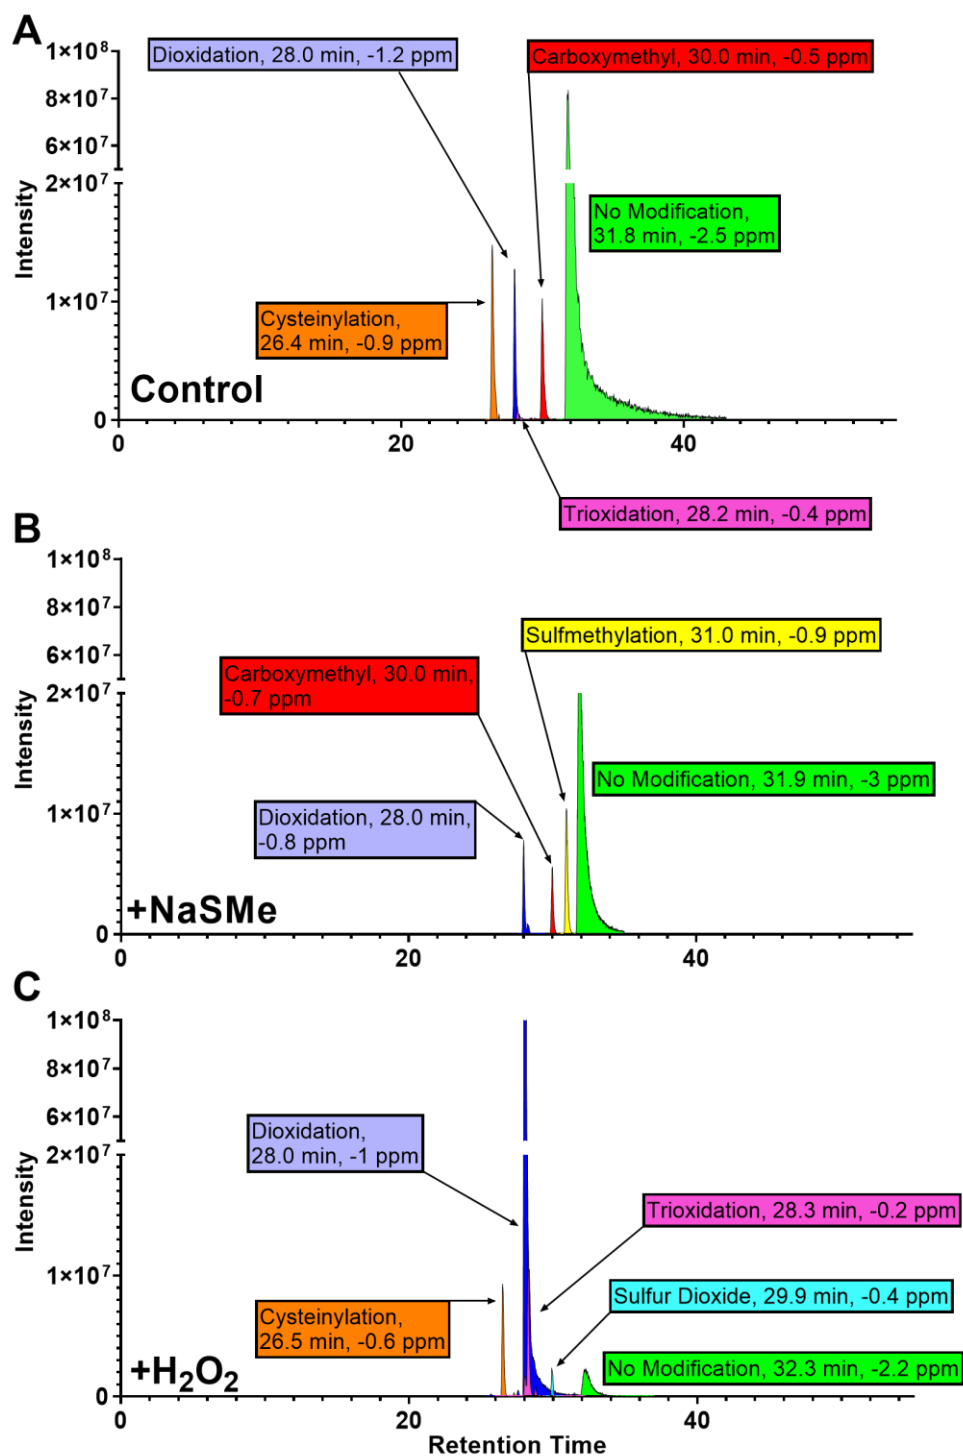 A
1×10⁸
8×10⁷
6×10⁷
2×10⁷
1×10⁷
0
Intensity
Dioxidation, 28.0 min, -1.2 ppm
Carboxymethyl, 30.0 min, -0.5 ppm
No Modification,
31.8 min, -2.5 ppm
Cysteinylation,
26.4 min, -0.9 ppm
Control
0
20
40
Trioxidation, 28.2 min, -0.4 ppm
B
1×10⁸
8×10⁷
6×10⁷
2×10⁷
1×10⁷
0
Intensity
Sulfmethylation, 31.0 min, -0.9 ppm
Carboxymethyl, 30.0 min,
-0.7 ppm
No Modification, 31.9 min, -3 ppm
Dioxidation, 28.0 min,
-0.8 ppm
+NaSMe
0
20
40
C
1×10⁸
8×10⁷
6×10⁷
2×10⁷
1×10⁷
0
Intensity
Dioxidation,
28.0 min, -1 ppm
Trioxidation, 28.3 min, -0.2 ppm
Sulfur Dioxide, 29.9 min, -0.4 ppm
Cysteinylation,
26.5 min, -0.6 ppm
No Modification, 32.3 min, -2.2 ppm
+H₂O₂
0
20
40
Retention Time